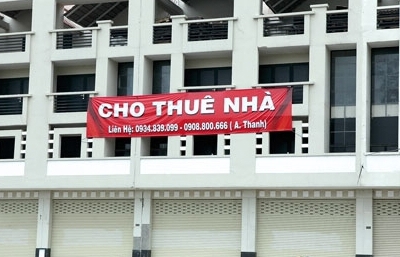 CHO THUÊ NHÀ
Liên Hệ: 0934.839.099 - 0908.800.666 ( A. Thanh)